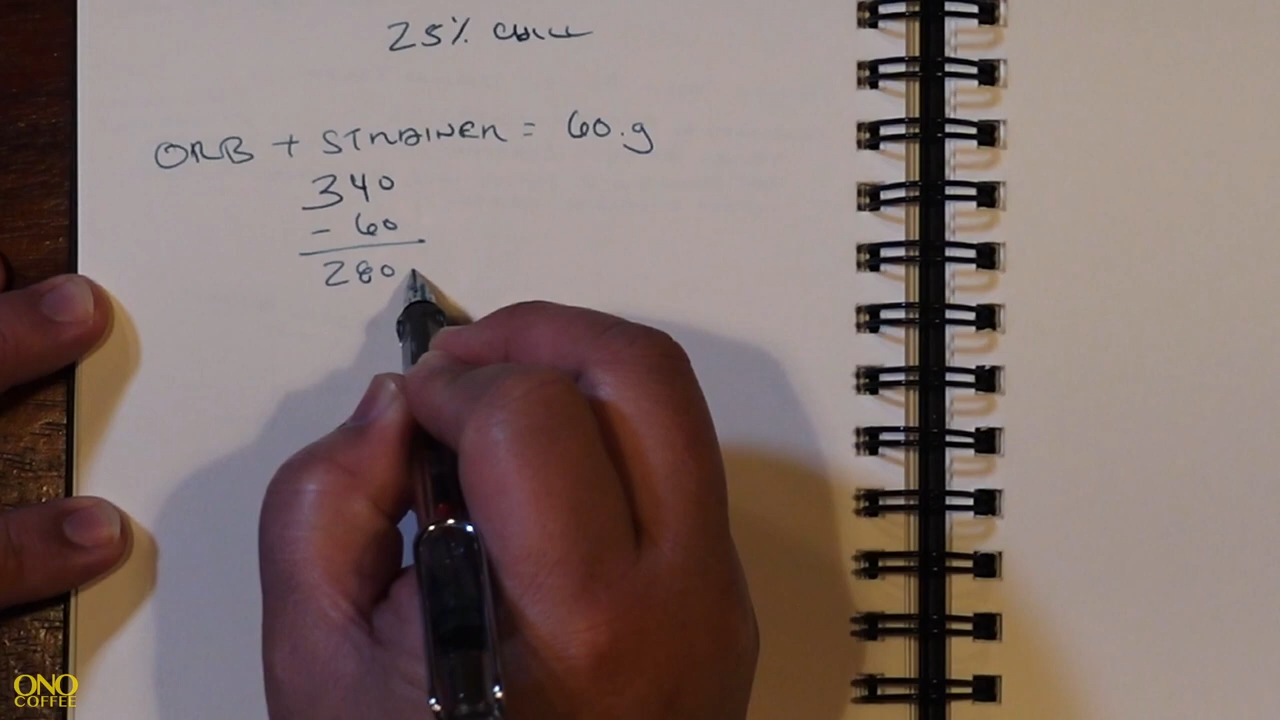 25% CHILL
ORB + STRAINER = 60.g
340
- 60
280
ONO
COFFEE